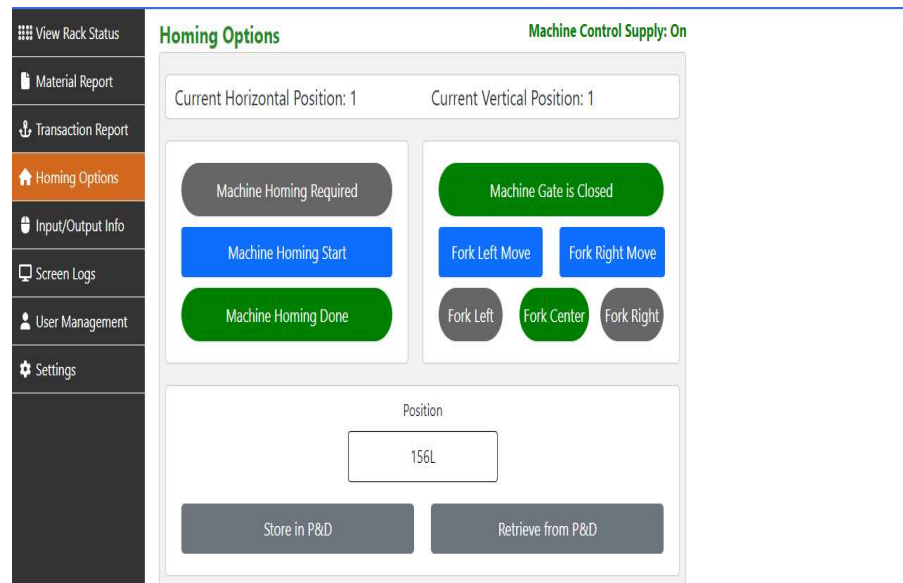 View Rack Status
Material Report
Transaction Report
Homing Options
Input/Output Info
Screen Logs
User Management
Settings
Homing Options
Machine Control Supply: On
Current Horizontal Position: 1
Current Vertical Position: 1
Machine Homing Required
Machine Homing Start
Machine Homing Done
Machine Gate is Closed
Fork Left Move
Fork Right Move
Fork Left
Fork Center
Fork Right
Position
156L
Store in P&D
Retrieve from P&D